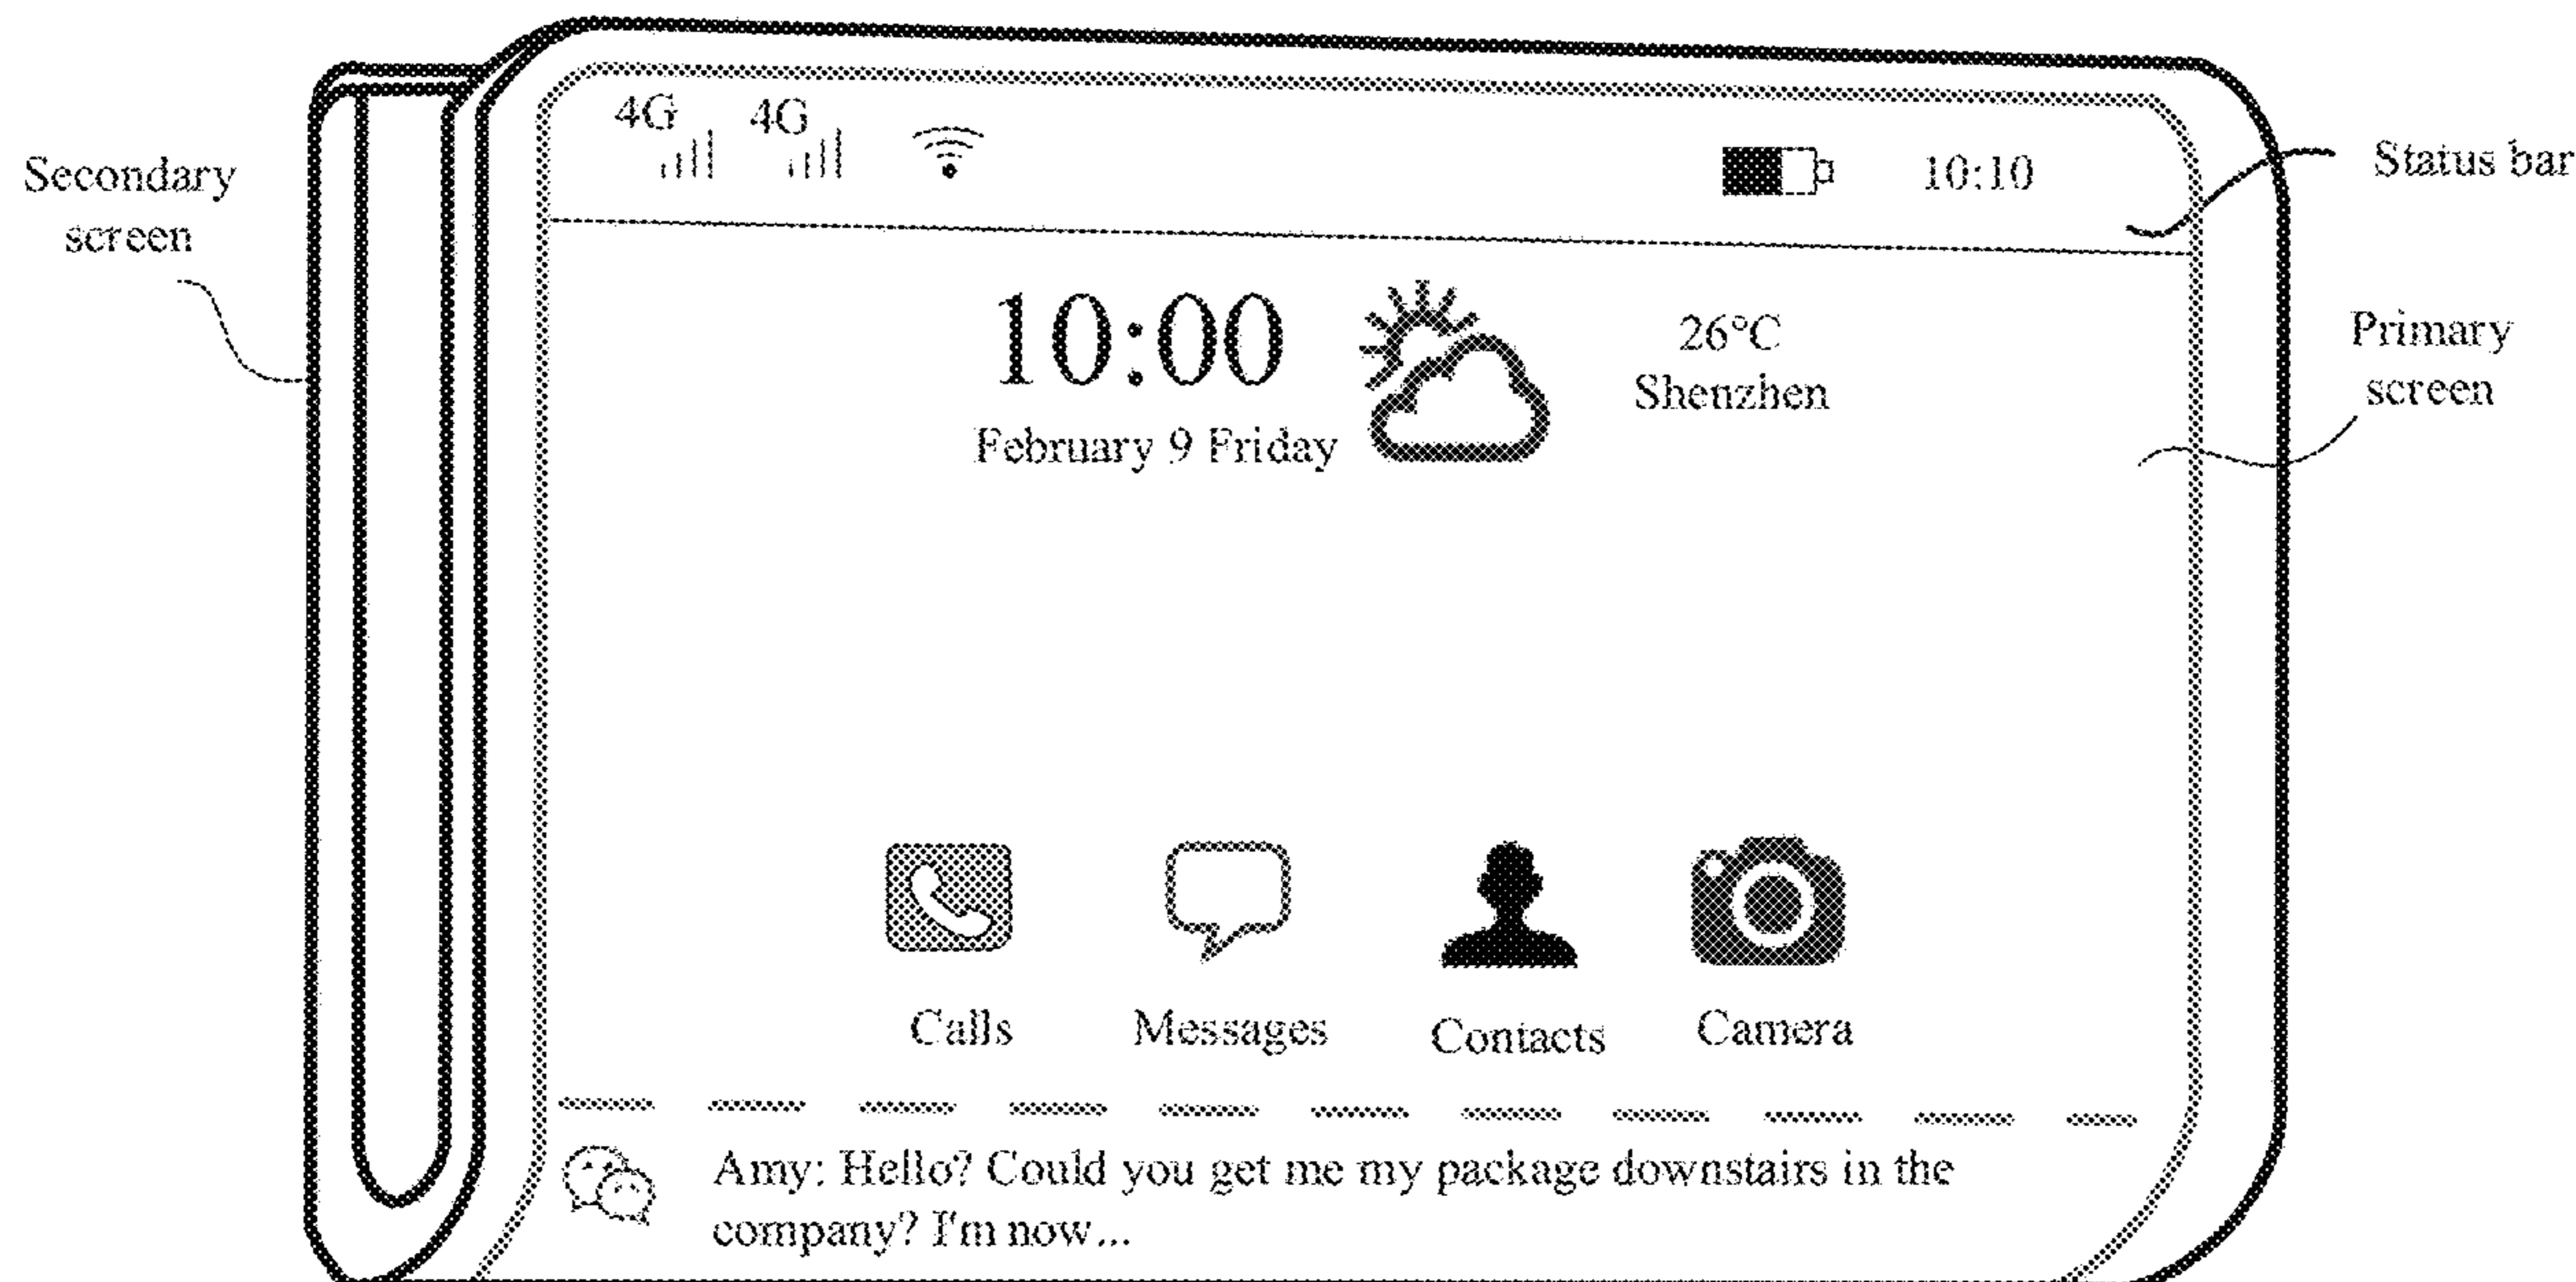 4G 4G 10:10
Status bar
Secondary
screen
10:00
26°C
Shenzhen
February 9 Friday
Primary
screen
Calls Messages Contacts Camera
Amy: Hello? Could you get me my package downstairs in the
company? I'm now...